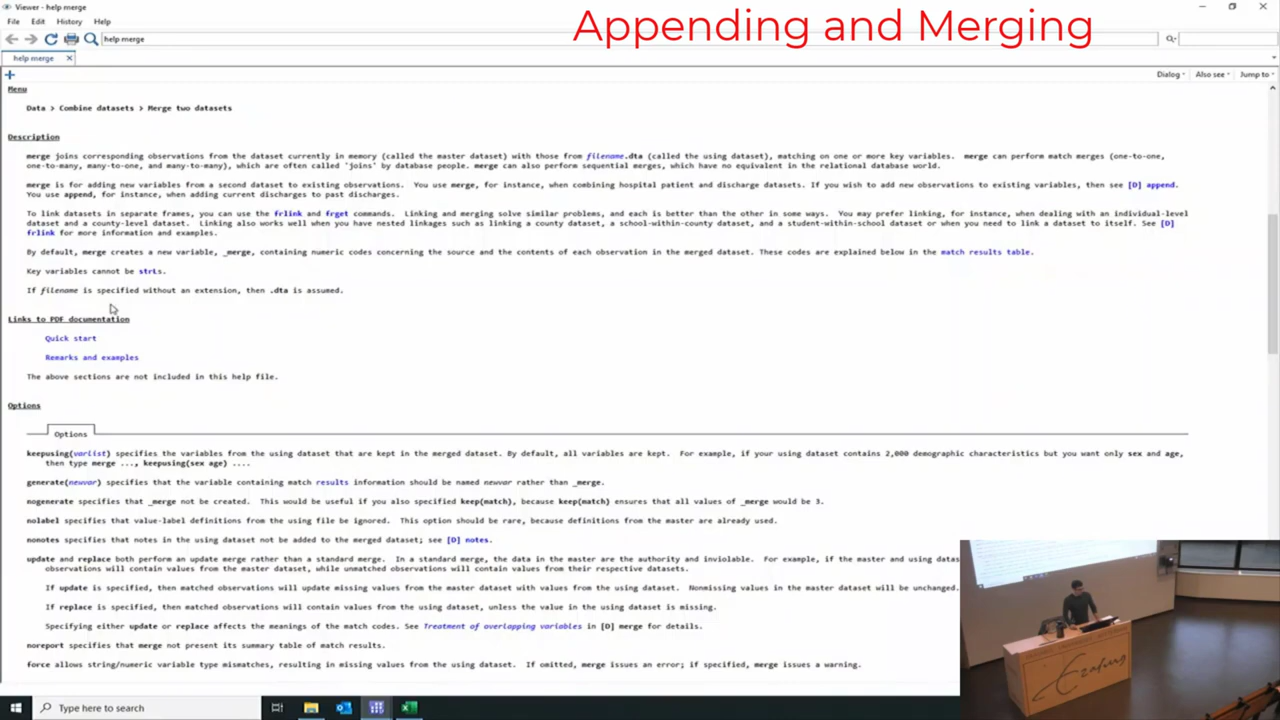 Viewer - help merge
Appending and Merging
File Edit History Help
help merge
help merge
Dialog Also see Jump to
Menu
Data > Combine datasets > Merge two datasets
Description
merge joins corresponding observations from the dataset currently in memory (called the master dataset) with those from filename.dta (called the using dataset), matching on one or more key variables. merge can perform match merges (one-to-one,
one-to-many, many-to-one, and many-to-many), which are often called 'joins' by database people. merge can also perform sequential merges, which have no equivalent in the relational database world.
merge is for adding new variables from a second dataset to existing observations. You use merge, for instance, when combining hospital patient and discharge datasets. If you wish to add new observations to existing variables, then see [D] append.
You use append, for instance, when adding current discharges to past discharges.
To link datasets in separate frames, you can use the frlink and frget commands. Linking and merging solve similar problems, and each is better than the other in some ways. You may prefer linking, for instance, when dealing with an individual-level
dataset and a county-level dataset. Linking also works well when you have nested linkages such as linking a county dataset, a school-within-county dataset, and a student-within-school dataset or when you need to link a dataset to itself. See [D]
frlink for more information and examples.
By default, merge creates a new variable, _merge, containing numeric codes concerning the source and the contents of each observation in the merged dataset. These codes are explained below in the match results table.
Key variables cannot be strLs.
If filename is specified without an extension, then .dta is assumed.
Links to PDF documentation
Quick start
Remarks and examples
The above sections are not included in this help file.
Options
Options
keepusing(varlist) specifies the variables from the using dataset that are kept in the merged dataset. By default, all variables are kept. For example, if your using dataset contains 2,000 demographic characteristics but you want only sex and age,
then type merge ..., keepusing(sex age) ....
generate(newvar) specifies that the variable containing match results information should be named newvar rather than _merge.
nogenerate specifies that _merge not be created. This would be useful if you also specified keep(match), because keep(match) ensures that all values of _merge would be 3.
nolabel specifies that value-label definitions from the using file be ignored. This option should be rare, because definitions from the master are already used.
nonotes specifies that notes in the using dataset not be added to the merged dataset; see [D] notes.
update and replace both perform an update merge rather than a standard merge. In a standard merge, the data in the master are the authority and inviolable. For example, if the master and using datas
observations will contain values from the master dataset, while unmatched observations will contain values from their respective datasets.
If update is specified, then matched observations will update missing values from the master dataset with values from the using dataset. Nonmissing values in the master dataset will be unchanged.
If replace is specified, then matched observations will contain values from the using dataset, unless the value in the using dataset is missing.
Specifying either update or replace affects the meanings of the match codes. See Treatment of overlapping variables in [D] merge for details.
noreport specifies that merge not present its summary table of match results.
force allows string/numeric variable type mismatches, resulting in missing values from the using dataset. If omitted, merge issues an error; if specified, merge issues a warning.
Erasmus
Type here to search